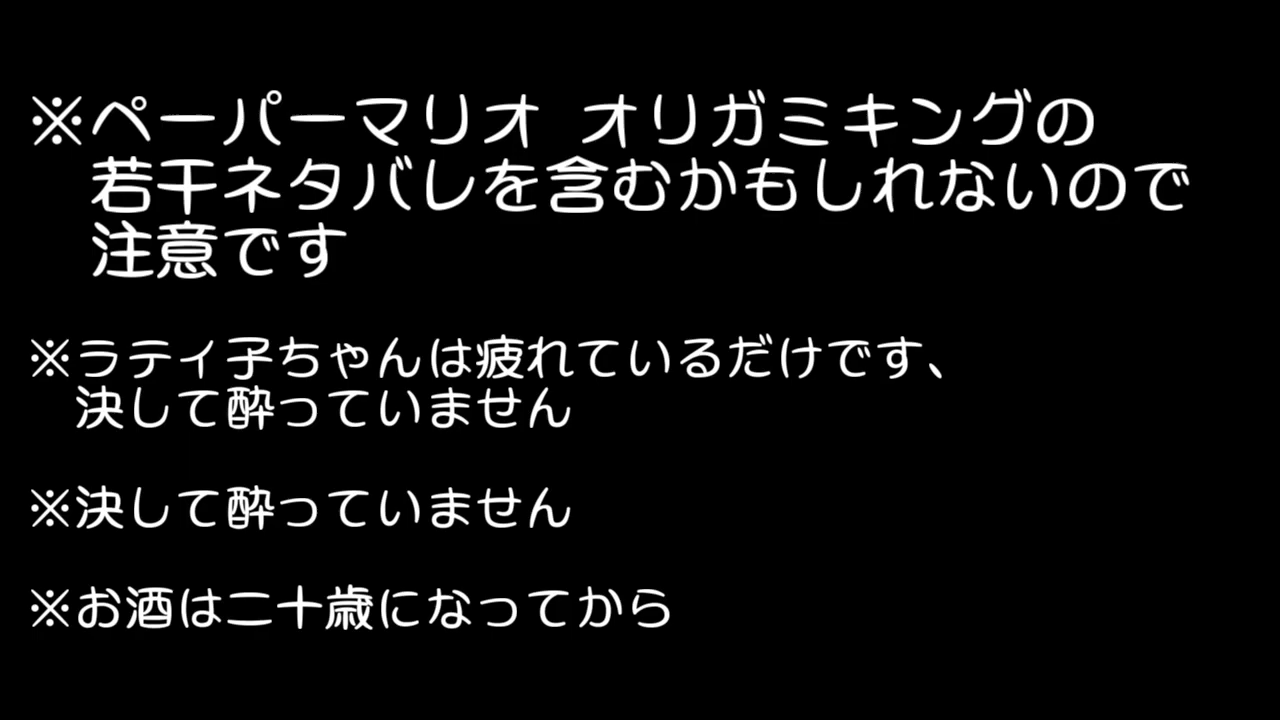 ※ペーパーマリオ オリガミキングの
若干ネタバレを含むかもしれないので
注意です
※ラテイ子ちゃんは疲れているだけです、
決して酔っていません
※決して酔っていません
※お酒は二十歳になってから